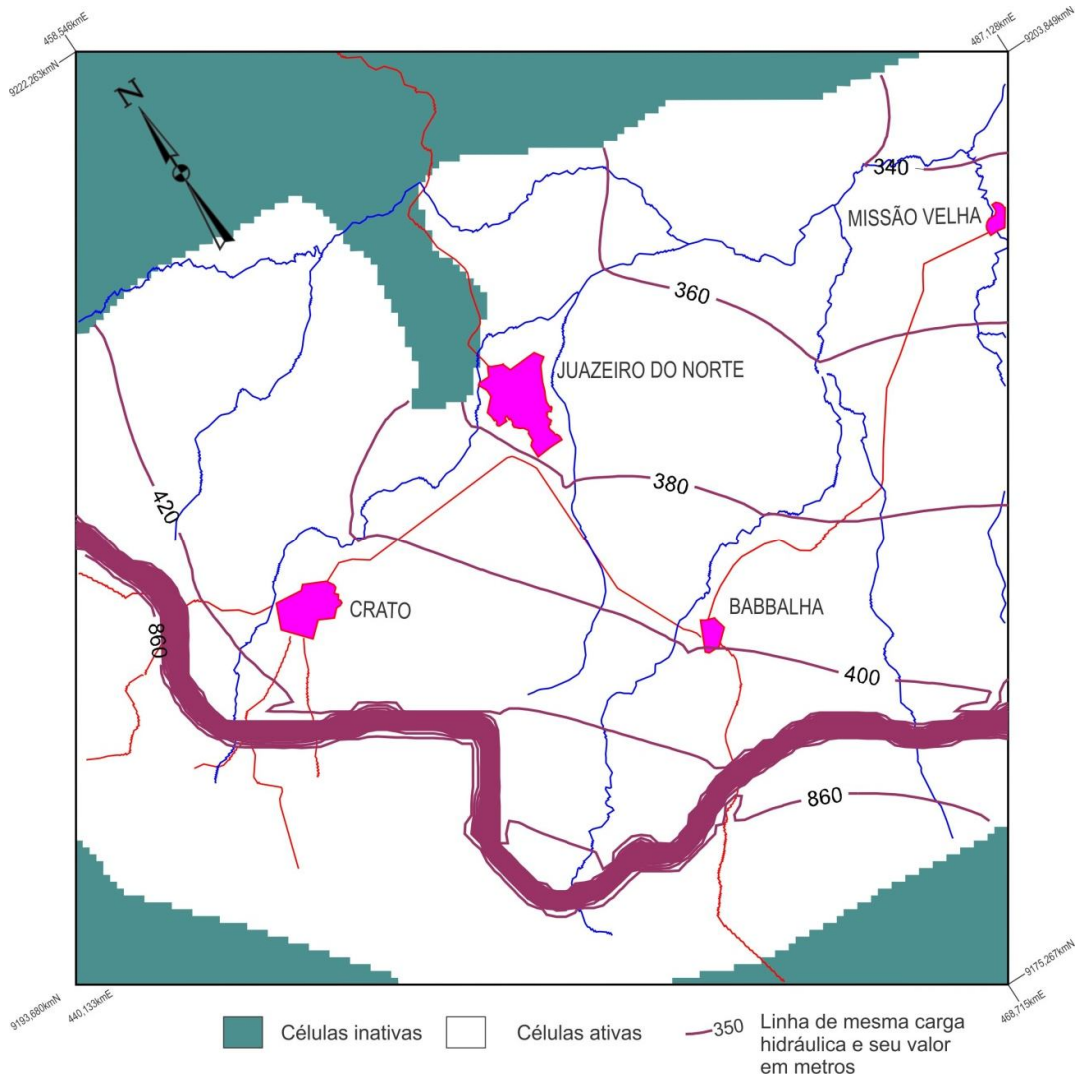 458,546kmE
487,128kmE
9222,263kmN
9203,849kmN
N
340
MISSÃO VELHA
360
JUAZEIRO DO NORTE
380
420
CRATO
BABBALHA
860
400
860
9193,680kmN
440,133kmE
9175,267kmN
468,715kmE
Células inativas
Células ativas
350
Linha de mesma carga
hidráulica e seu valor
em metros